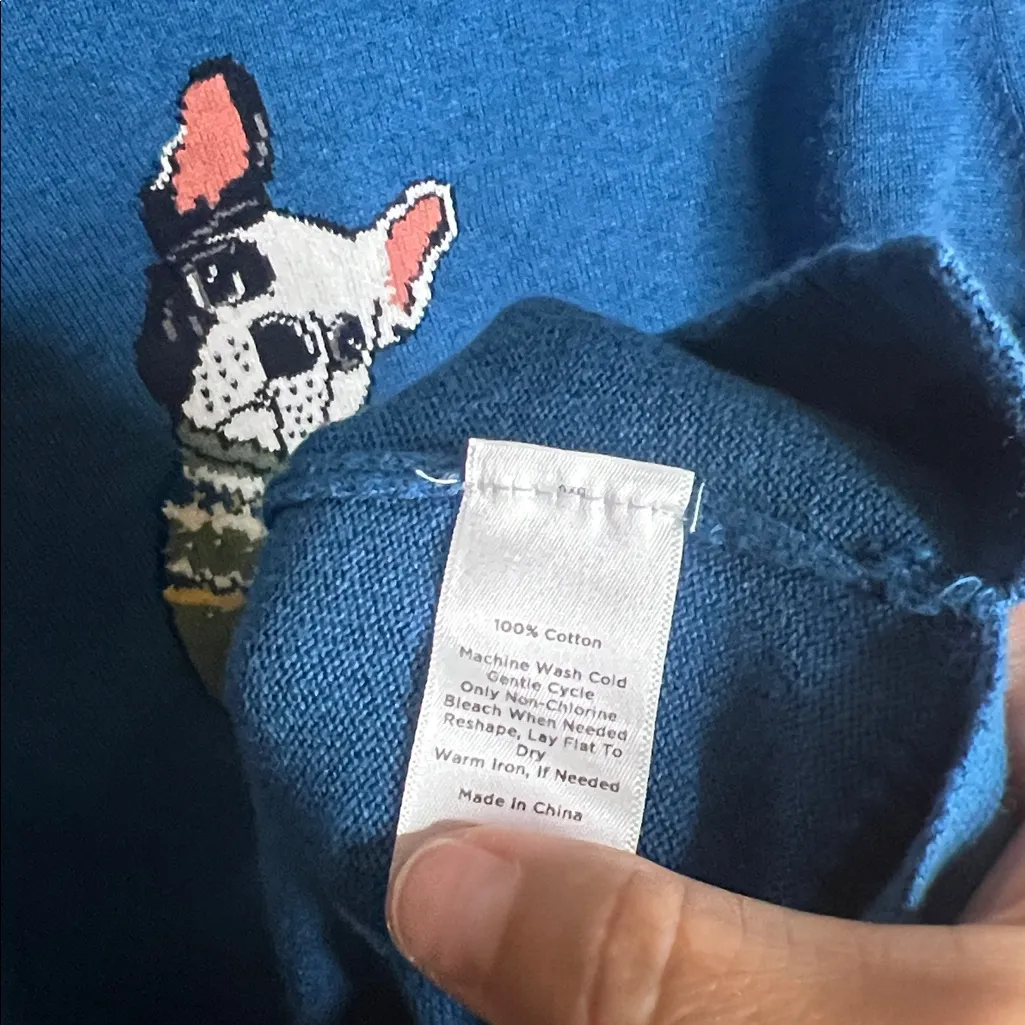 100% Cotton
Machine Wash Cold
Gentle Cycle
Only Non-Chlorine
Bleach When Needed
Reshape, Lay Flat To
Dry
Warm Iron, If Needed
Made In China